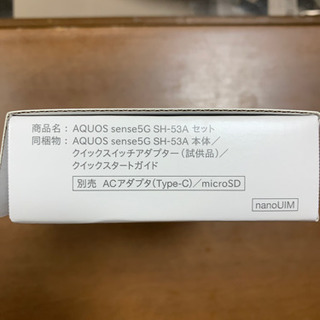 商品名： AQUOS sense5G SH-53A セット
同梱物： AQUOS sense5G SH-53A 本体／
クイックスイッチアダプター（試供品）／
クイックスタートガイド
別売 ACアダプタ(Type-C)／microSD
nanoUIM